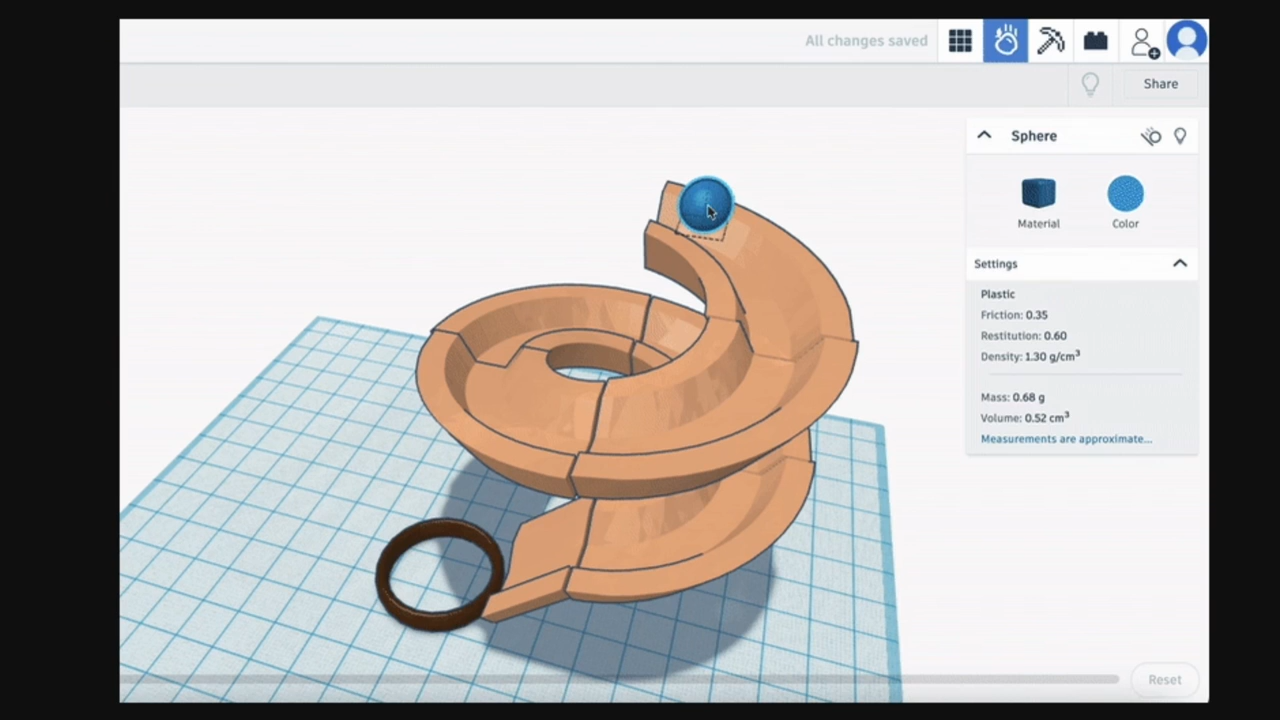 All changes saved
Share
Sphere
Material
Color
Settings
Plastic
Friction: 0.35
Restitution: 0.60
Density: 1.30 g/cm³
Mass: 0.68 g
Volume: 0.52 cm³
Measurements are approximate...
Reset